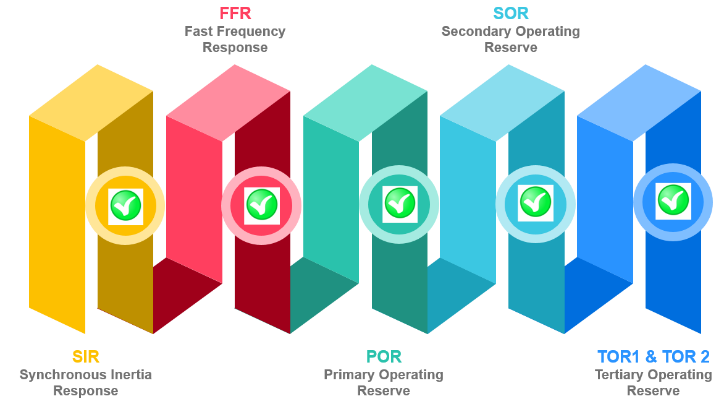 FFR
Fast Frequency
Response
SOR
Secondary Operating
Reserve
SIR
Synchronous Inertia
Response
POR
Primary Operating
Reserve
TOR1 & TOR 2
Tertiary Operating
Reserve